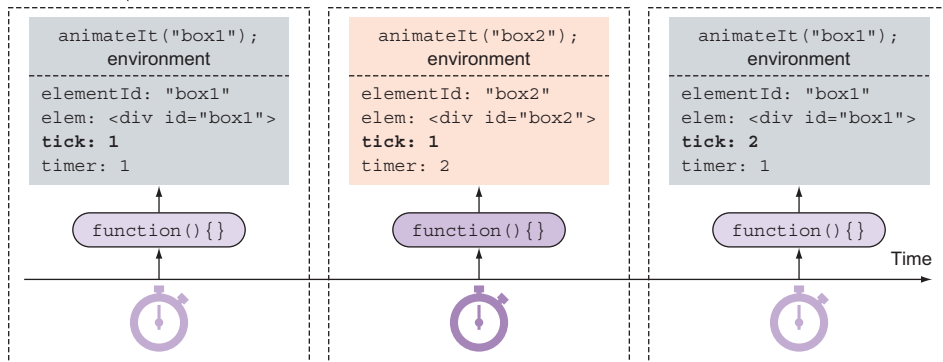 animateIt("box1");
environment
elementId: "box1"
elem: <div id="box1">
tick: 1
timer: 1
function(){}
animateIt("box2");
environment
elementId: "box2"
elem: <div id="box2">
tick: 1
timer: 2
function(){}
animateIt("box1");
environment
elementId: "box1"
elem: <div id="box1">
tick: 2
timer: 1
function(){}
Time